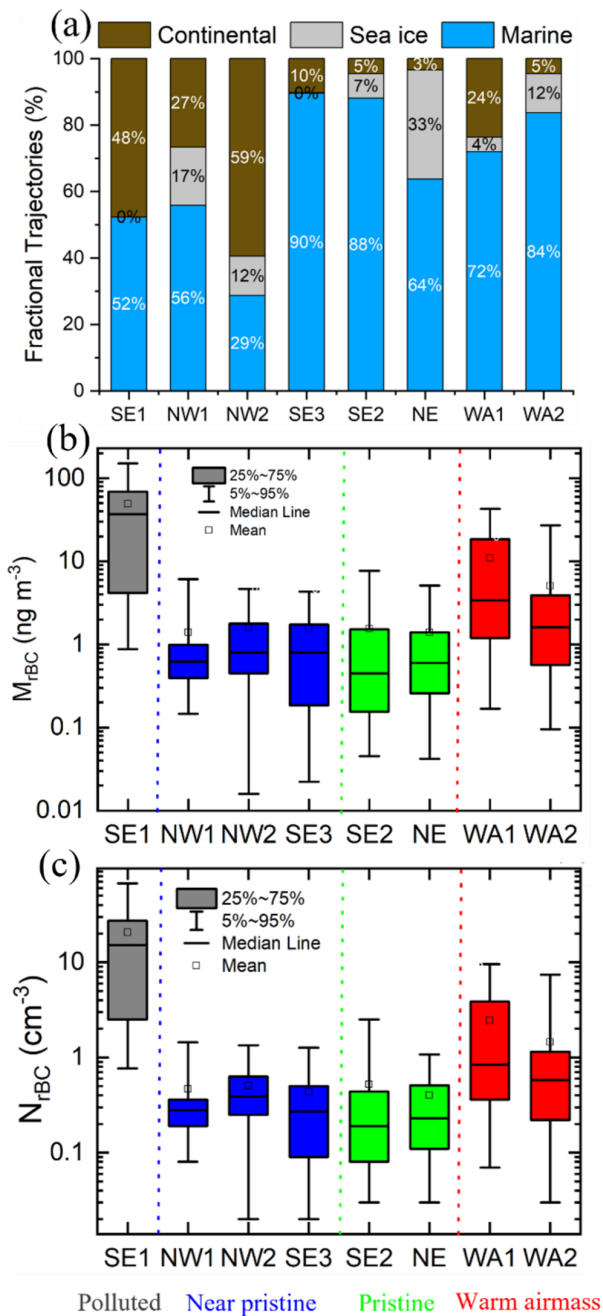 (a)
Continental Sea ice Marine
Fractional Trajectories (%)
100
80
60
40
20
0
48% 27% 59% 10% 5% 3% 24% 5%
0% 17% 12% 0% 7% 33% 4% 12%
52% 56% 29% 90% 88% 64% 72% 84%
SE1 NW1 NW2 SE3 SE2 NE WA1 WA2
(b)
M_rBC (ng m⁻³)
100
10
1
0.1
0.01
25%~75%
5%~95%
Median Line
Mean
SE1 NW1 NW2 SE3 SE2 NE WA1 WA2
(c)
N_rBC (cm⁻³)
10
1
0.1
25%~75%
5%~95%
Median Line
Mean
SE1 NW1 NW2 SE3 SE2 NE WA1 WA2
Polluted Near pristine Pristine Warm airmass